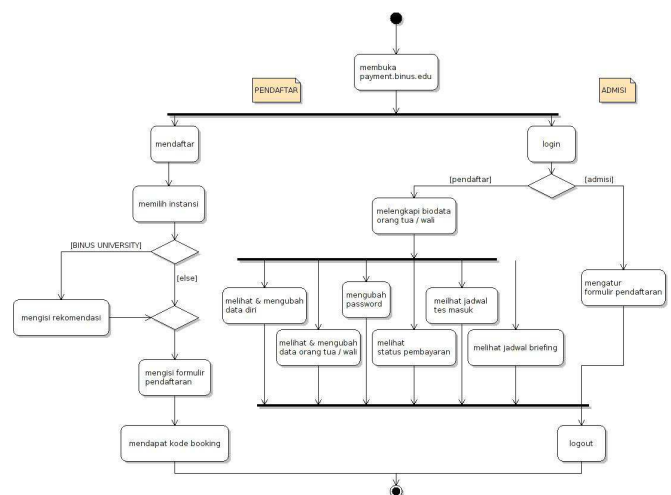 membuka
payment.binus.edu
PENDAFTAR
ADMISI
mendaftar
login
[pendaftar]
[admisi]
memilih instansi
melengkapi biodata
orang tua / wali
[BINUS UNIVERSITY]
[else]
melihat & mengubah
data diri
mengubah
password
meilhat jadwal
tes masuk
mengatur
formulir pendaftaran
mengisi rekomendasi
melihat & mengubah
data orang tua / wali
melihat
status pembayaran
melihat jadwal briefing
mengisi formulir
pendaftaran
mendapat kode booking
logout